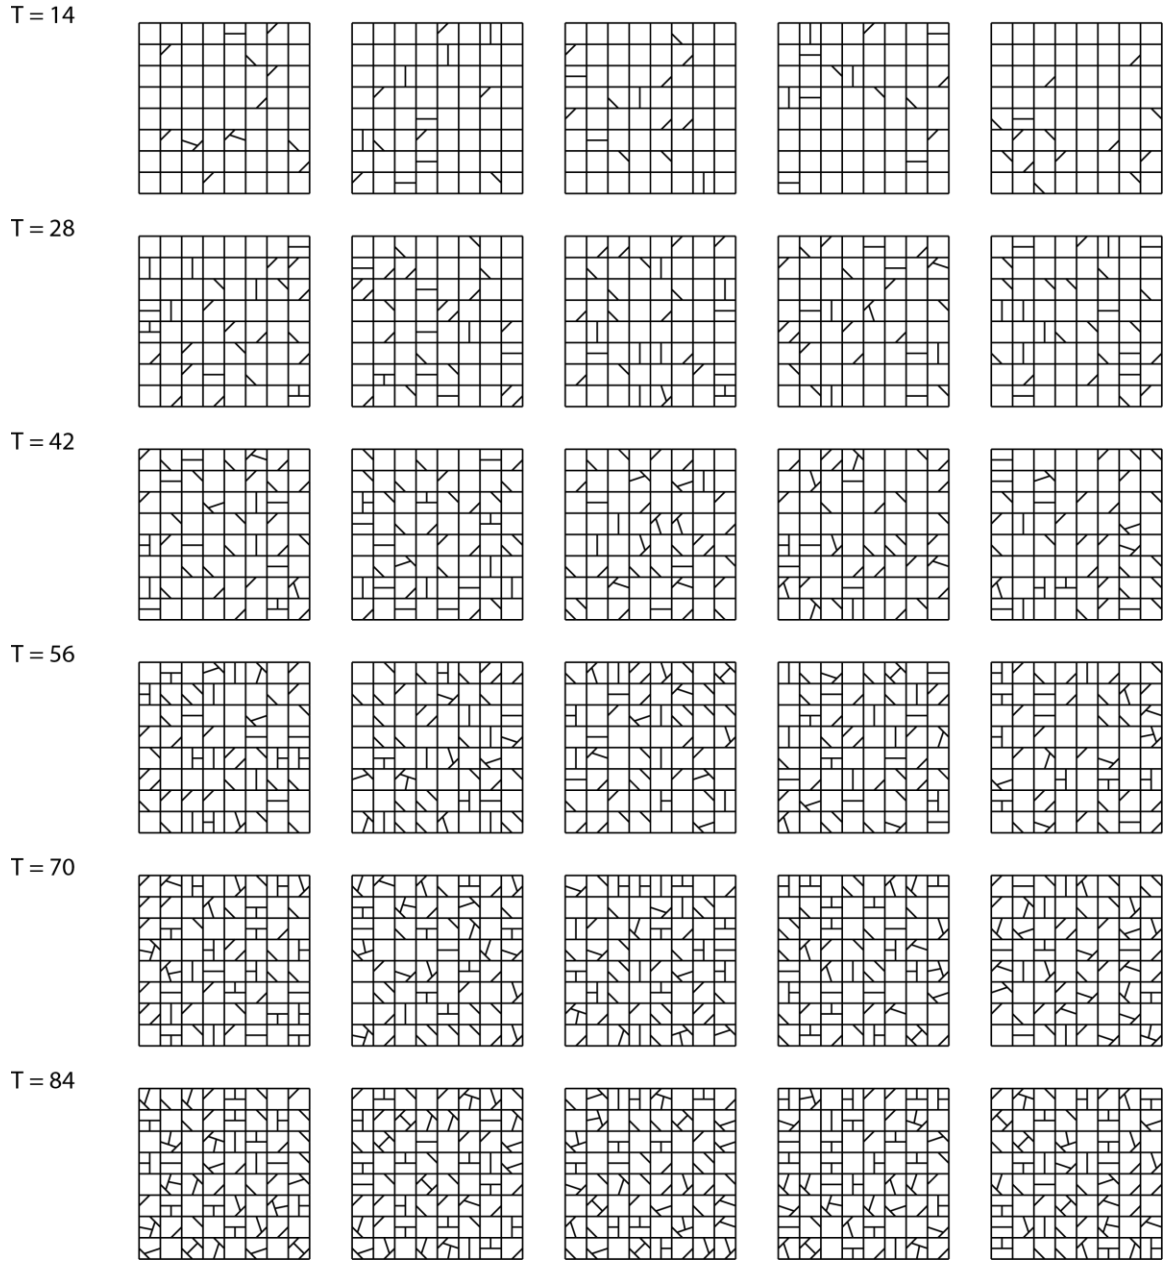 T = 14
T = 28
T = 42
T = 56
T = 70
T = 84